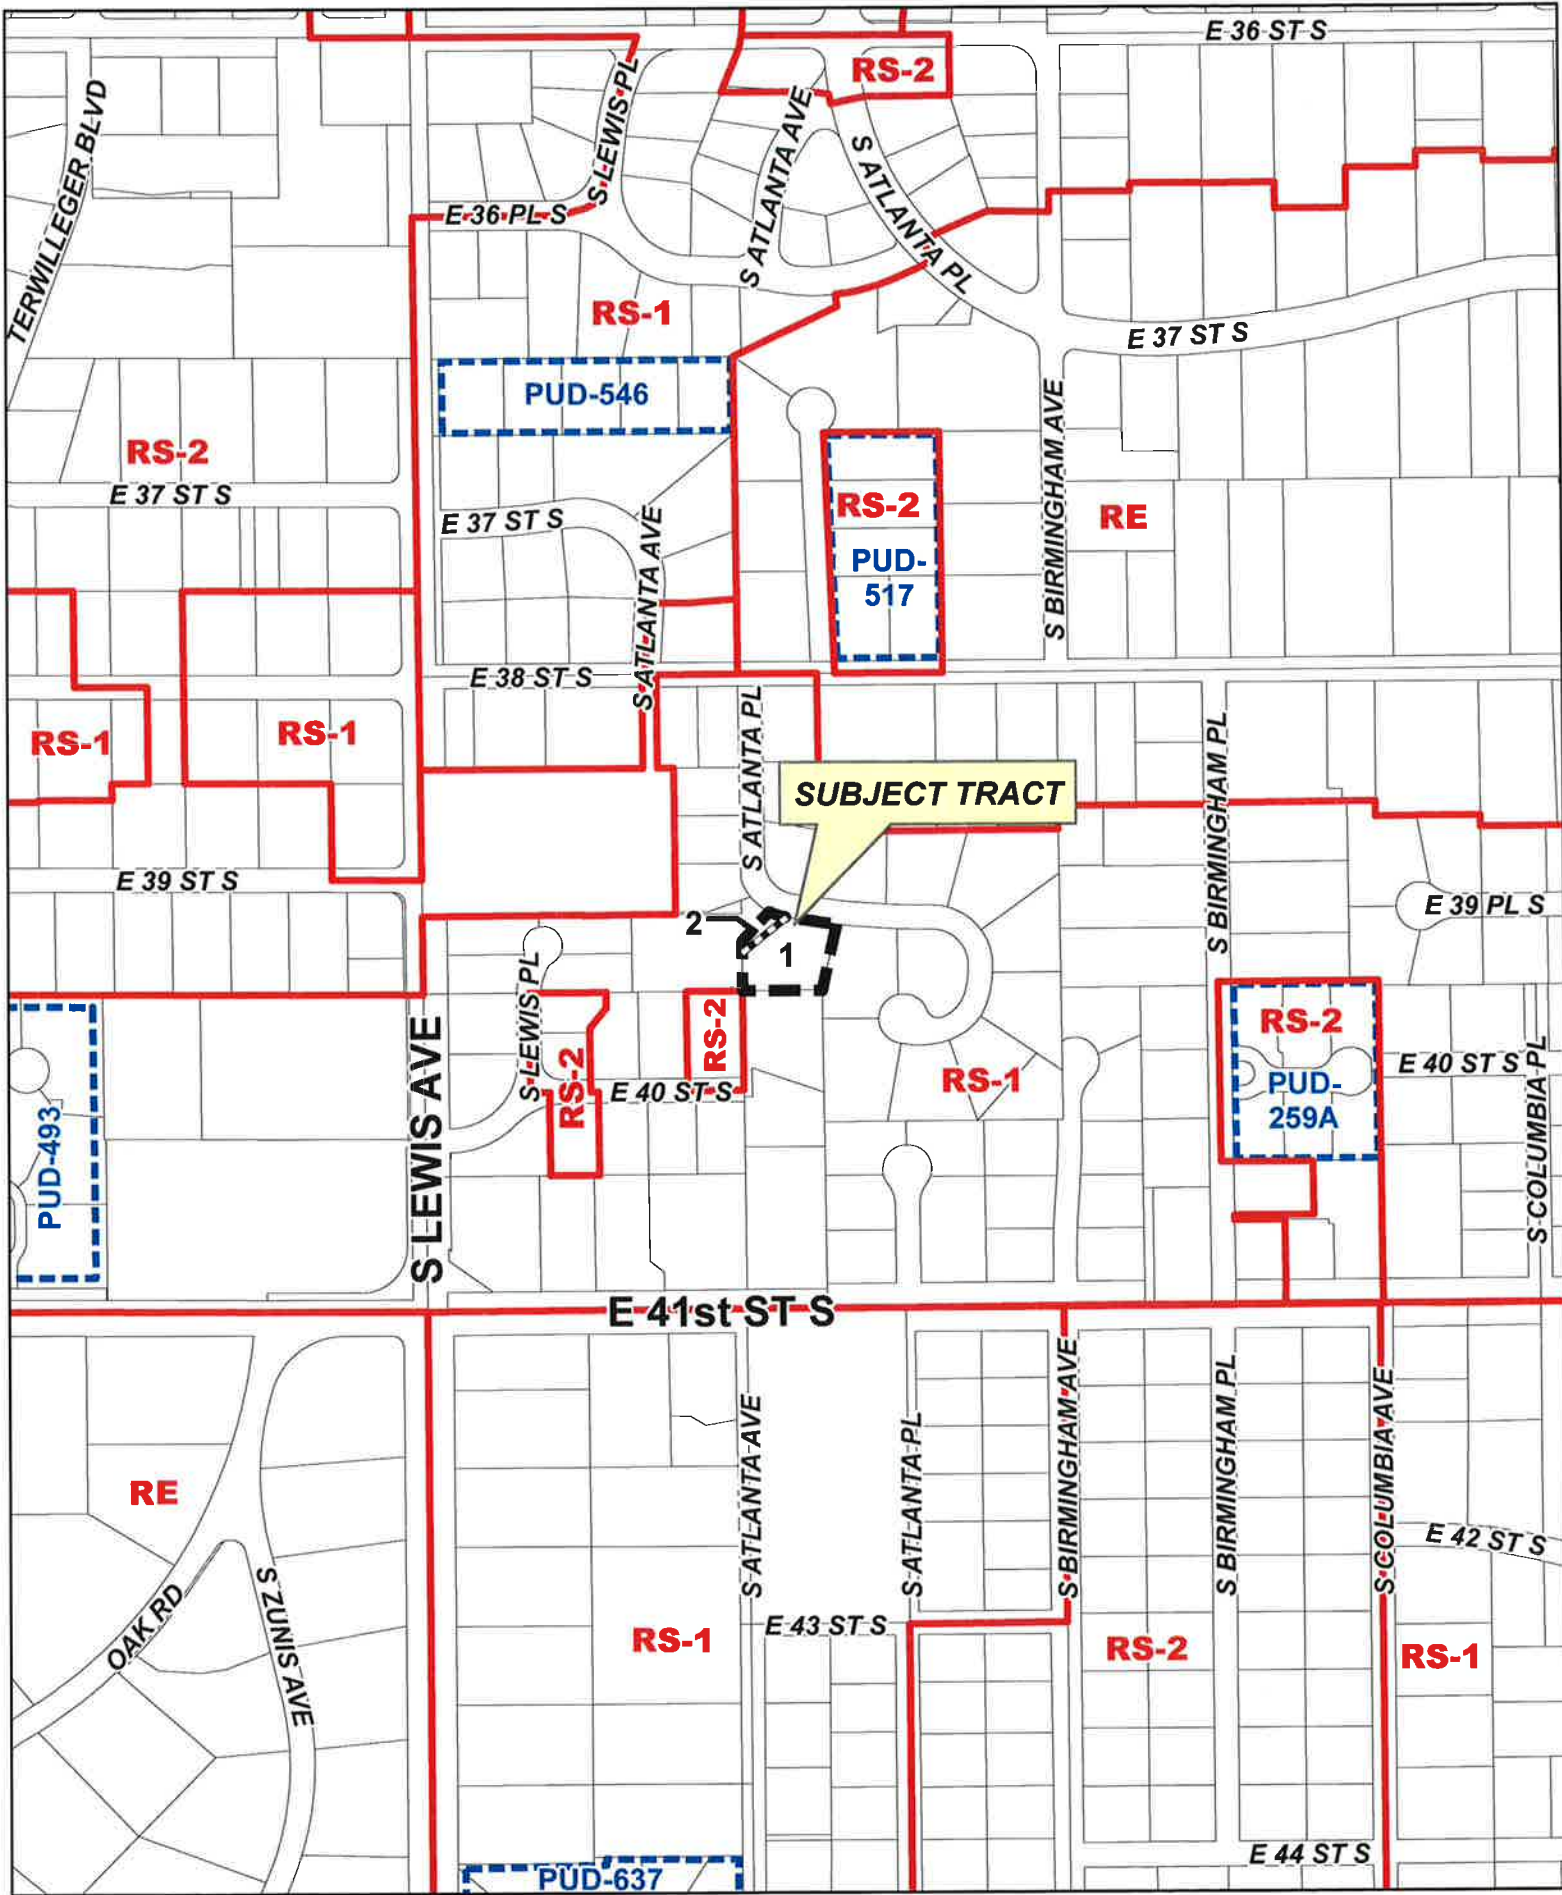 E 36 ST S
RS-2
S LEWIS PL
TERWILLEGER BLVD
S ATLANTA AVE
S ATLANTA PL
E 36 PL S
RS-1
E 37 ST S
PUD-546
RS-2
E 37 ST S
E 37 ST S
S ATLANTA AVE
RS-2
PUD-
517
S BIRMINGHAM AVE
RE
E 38 ST S
RS-1
RS-1
S ATLANTA PL
S BIRMINGHAM PL
SUBJECT TRACT
E 39 ST S
E 39 PL S
2
1
S LEWIS PL
S LEWIS AVE
RS-2
RS-2
E 40 ST S
RS-1
RS-2
PUD-
259A
E 40 ST S
S COLUMBIA PL
PUD-493
E 41st ST S
S ATLANTA AVE
S ATLANTA PL
S BIRMINGHAM AVE
S BIRMINGHAM PL
S COLUMBIA AVE
RE
E 42 ST S
OAK RD
S ZUNIS AVE
RS-1
E 43 ST S
RS-2
RS-1
E 44 ST S
PUD-637